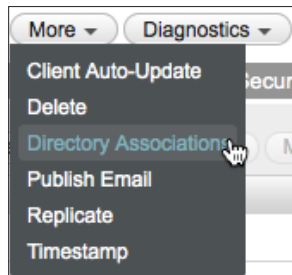 More Diagnostics
Client Auto-Update
Delete
Directory Associations
Publish Email
Replicate
Timestamp